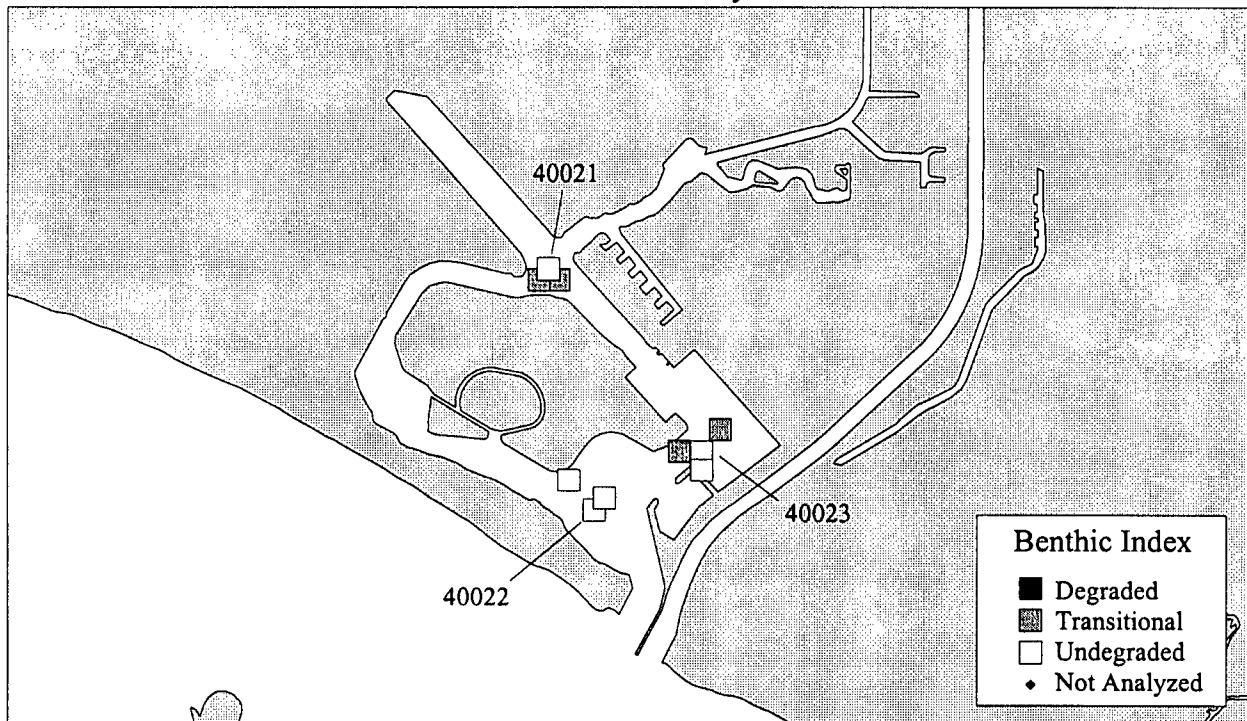 40021
40023
40022
Benthic Index
Degraded
Transitional
Undegraded
Not Analyzed